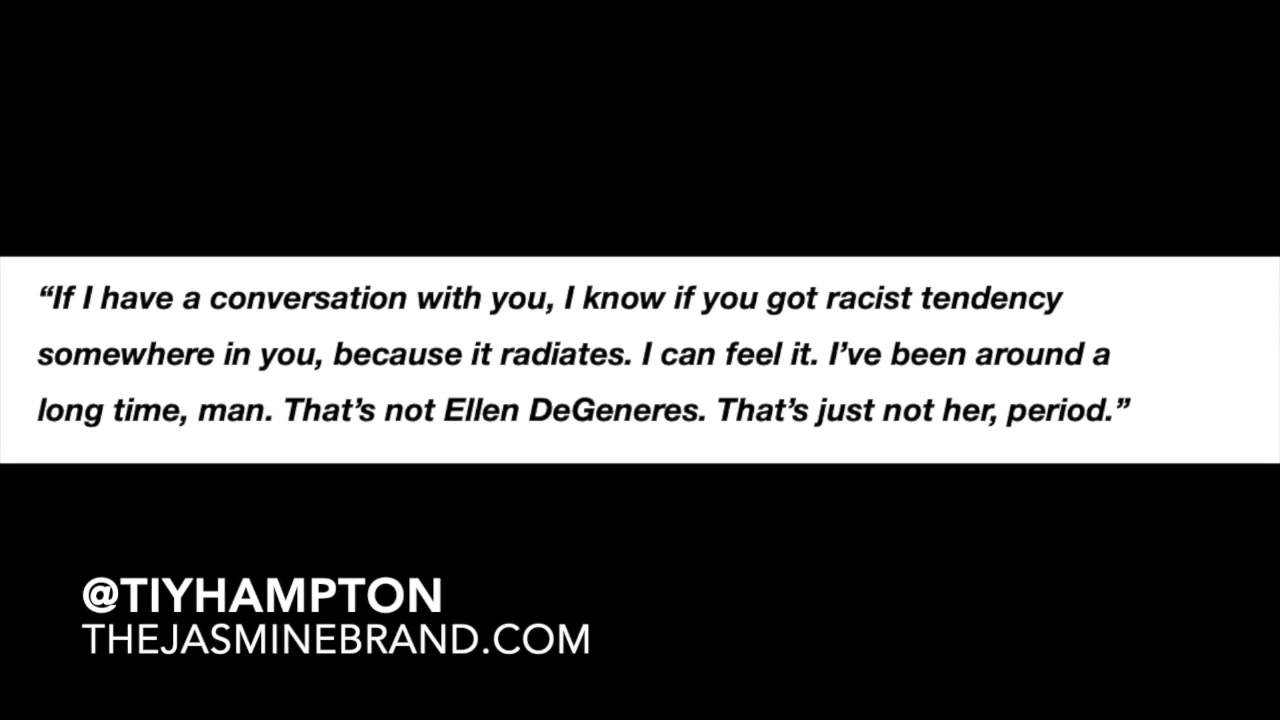 “If I have a conversation with you, I know if you got racist tendency
somewhere in you, because it radiates. I can feel it. I’ve been around a
long time, man. That’s not Ellen DeGeneres. That’s just not her, period.”
@TIYHAMPTON
THEJASMINEBRAND.COM